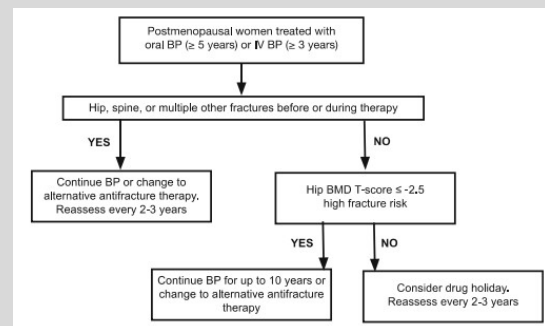 Postmenopausal women treated with
oral BP (≥ 5 years) or IV BP (≥ 3 years)
Hip, spine, or multiple other fractures before or during therapy
YES
NO
Continue BP or change to
alternative antifracture therapy.
Reassess every 2-3 years
Hip BMD T-score ≤ -2.5
high fracture risk
YES
NO
Continue BP for up to 10 years or
change to alternative antifracture
therapy
Consider drug holiday.
Reassess every 2-3 years